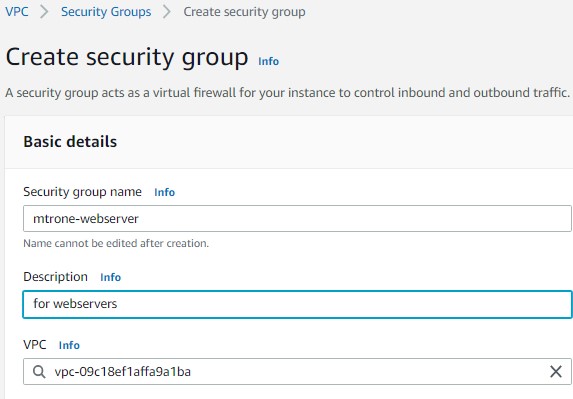 VPC > Security Groups > Create security group
Create security group Info
A security group acts as a virtual firewall for your instance to control inbound and outbound traffic.
Basic details
Security group name Info
mtrone-webserver
Name cannot be edited after creation.
Description Info
for webservers
VPC Info
vpc-09c18ef1affa9a1ba